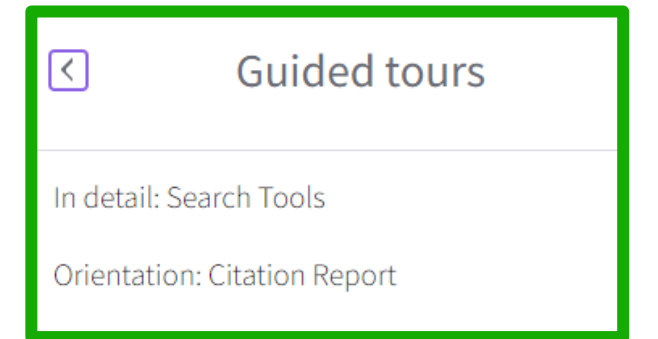 Guided tours
In detail: Search Tools
Orientation: Citation Report